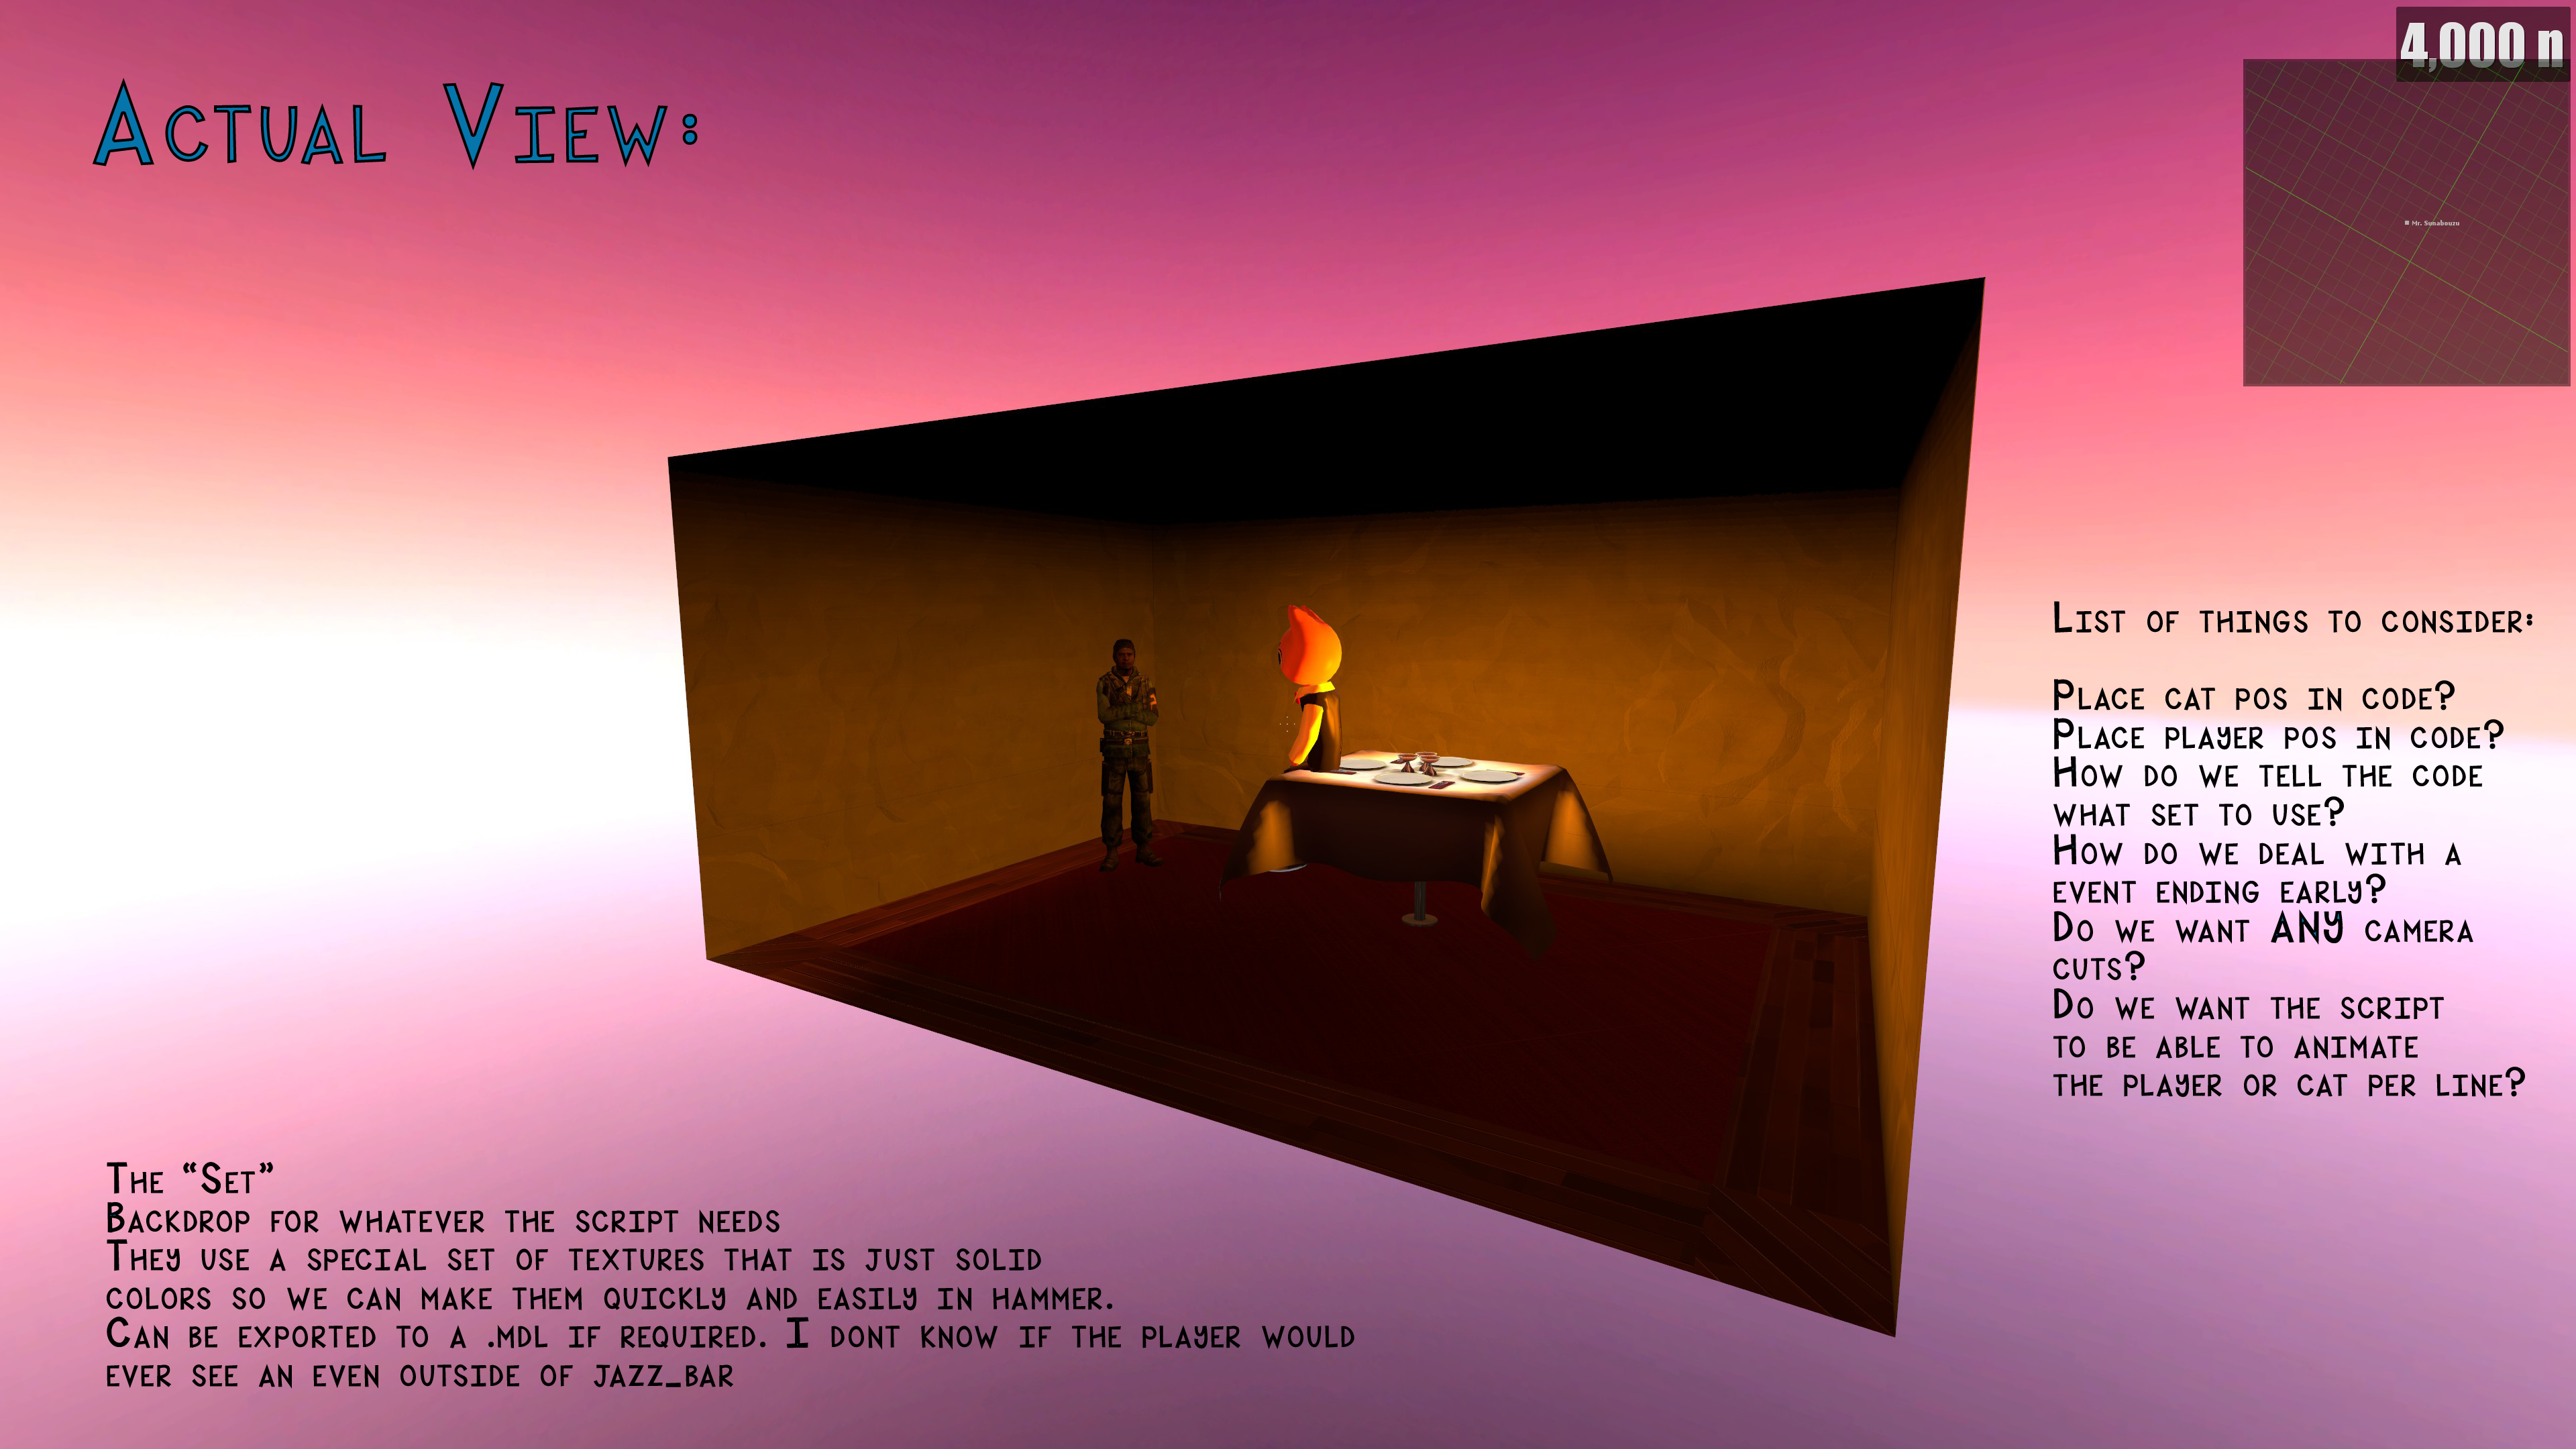 4,000 n
Actual View:
Mr. Sunabouzu
List of things to consider:
Place cat pos in code?
Place player pos in code?
How do we tell the code
what set to use?
How do we deal with a
event ending early?
Do we want ANY camera
cuts?
Do we want the script
to be able to animate
the player or cat per line?
The “Set”
Backdrop for whatever the script needs
They use a special set of textures that is just solid
colors so we can make them quickly and easily in hammer.
Can be exported to a .mdl if required. I dont know if the player would
ever see an even outside of jazz_bar